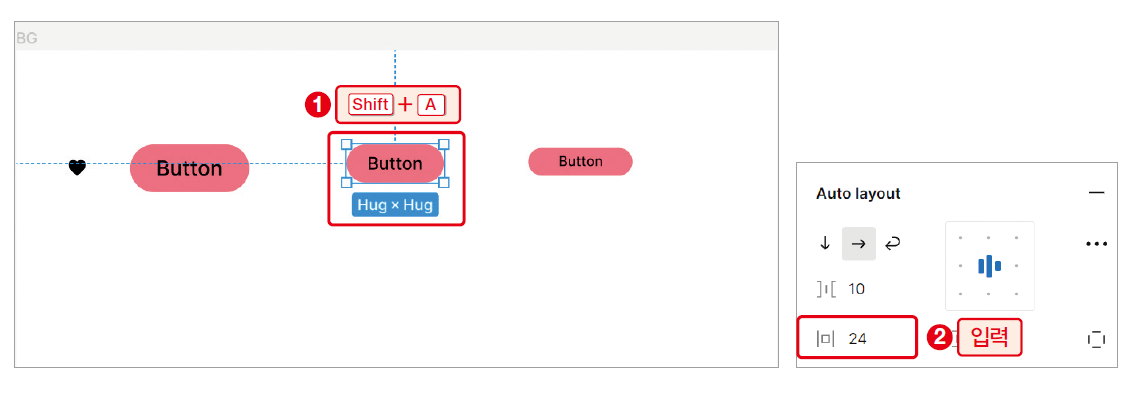 BG
1 Shift + A
Button
Button
Button
Hug × Hug
Auto layout
10
24
2 입력